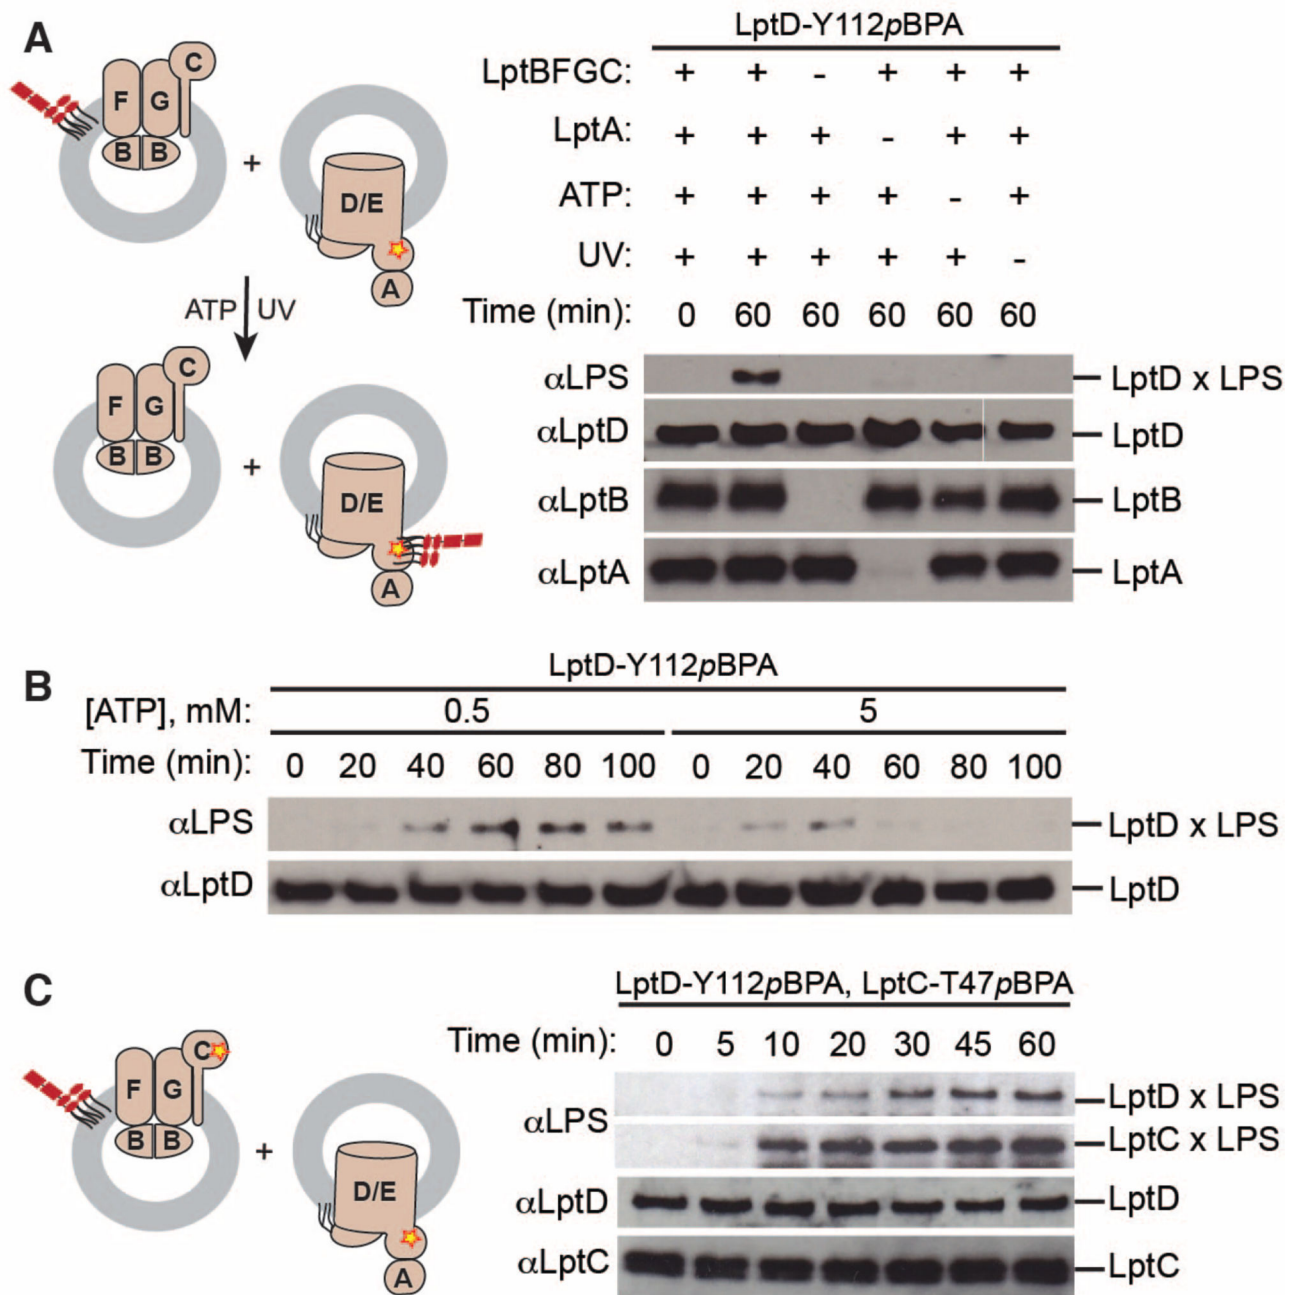 A
F G C
B B
+
D/E
A
ATP UV
F G C
B B
+
D/E
A
LptD-Y112pBPA
LptBFGC: + + - + + +
LptA: + + + - + +
ATP: + + + + - +
UV: + + + + + -
Time (min): 0 60 60 60 60 60
αLPS LptD x LPS
αLptD LptD
αLptB LptB
αLptA LptA
B
LptD-Y112pBPA
[ATP], mM: 0.5 5
Time (min): 0 20 40 60 80 100 0 20 40 60 80 100
αLPS LptD x LPS
αLptD LptD
C
F G C
B B
+
D/E
A
LptD-Y112pBPA, LptC-T47pBPA
Time (min): 0 5 10 20 30 45 60
αLPS LptD x LPS
LptC x LPS
αLptD LptD
αLptC LptC